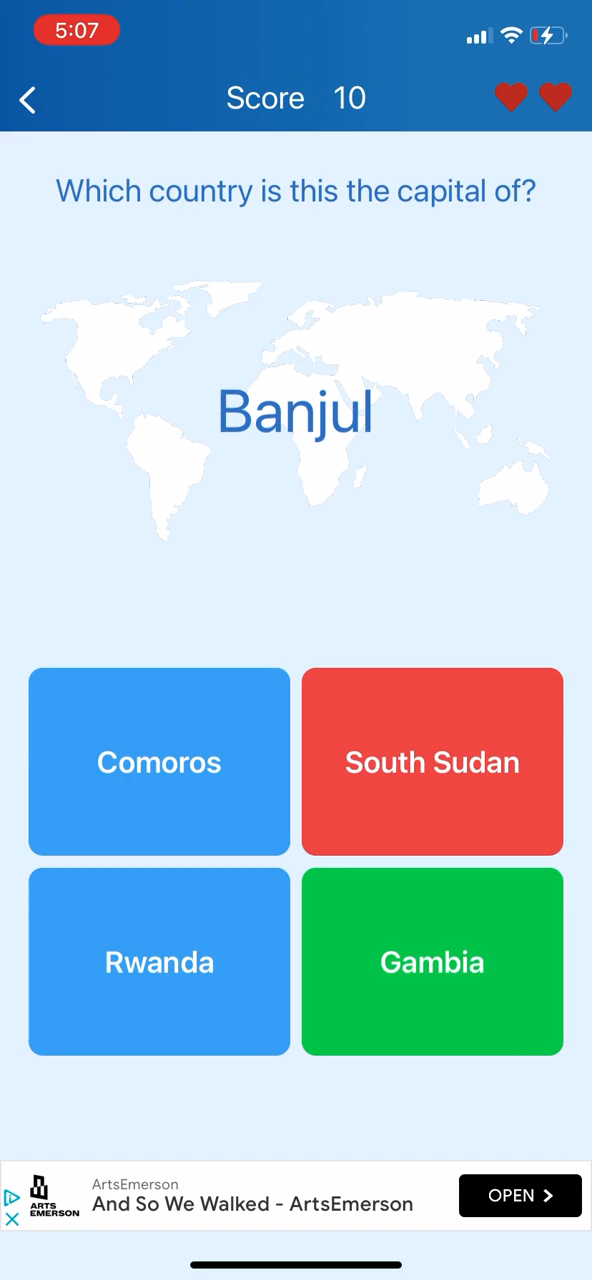 5:07
Score 10
Which country is this the capital of?
Banjul
Comoros
South Sudan
Rwanda
Gambia
ARTS
EMERSON
ArtsEmerson
And So We Walked - ArtsEmerson
OPEN